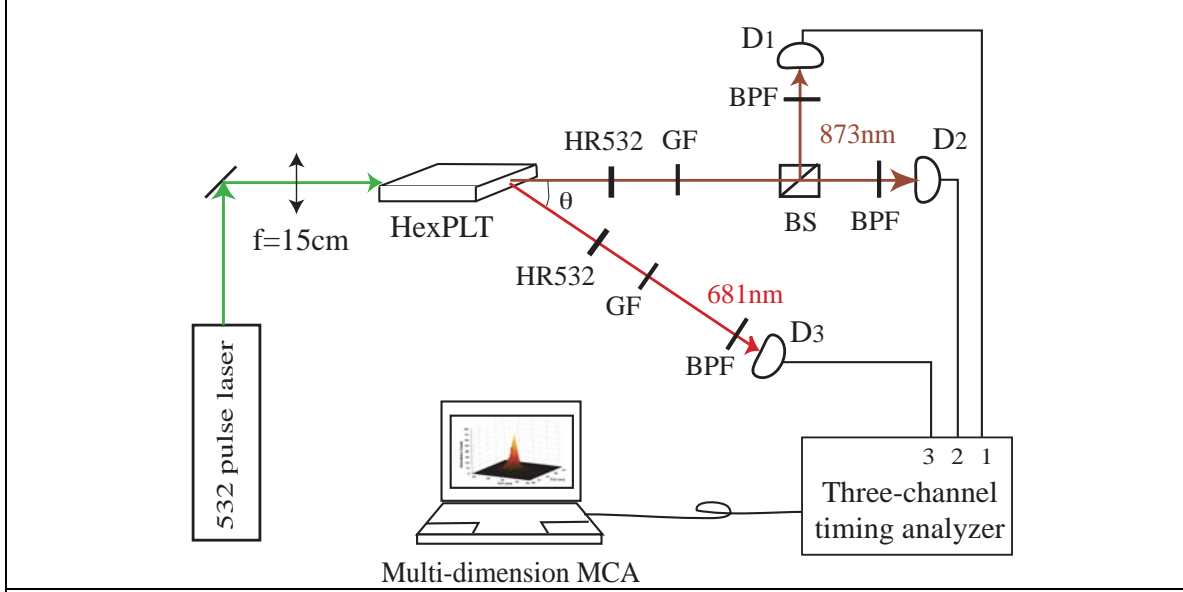 D1
BPF
873nm
D2
HR532
GF
BS
BPF
θ
HexPLT
f=15cm
HR532
GF
681nm
BPF
D3
532 pulse laser
3 2 1
Three-channel
timing analyzer
Multi-dimension MCA